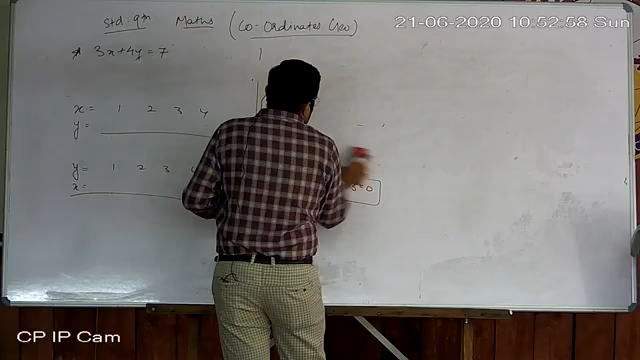 Std: 9th Maths (Co-Ordinates Geo)
21-06-2020 10:52:58 Sun
* 3x+4y=7
x = 1 2 3 4
y =
y = 1 2 3
x =
= 0
CP IP Cam